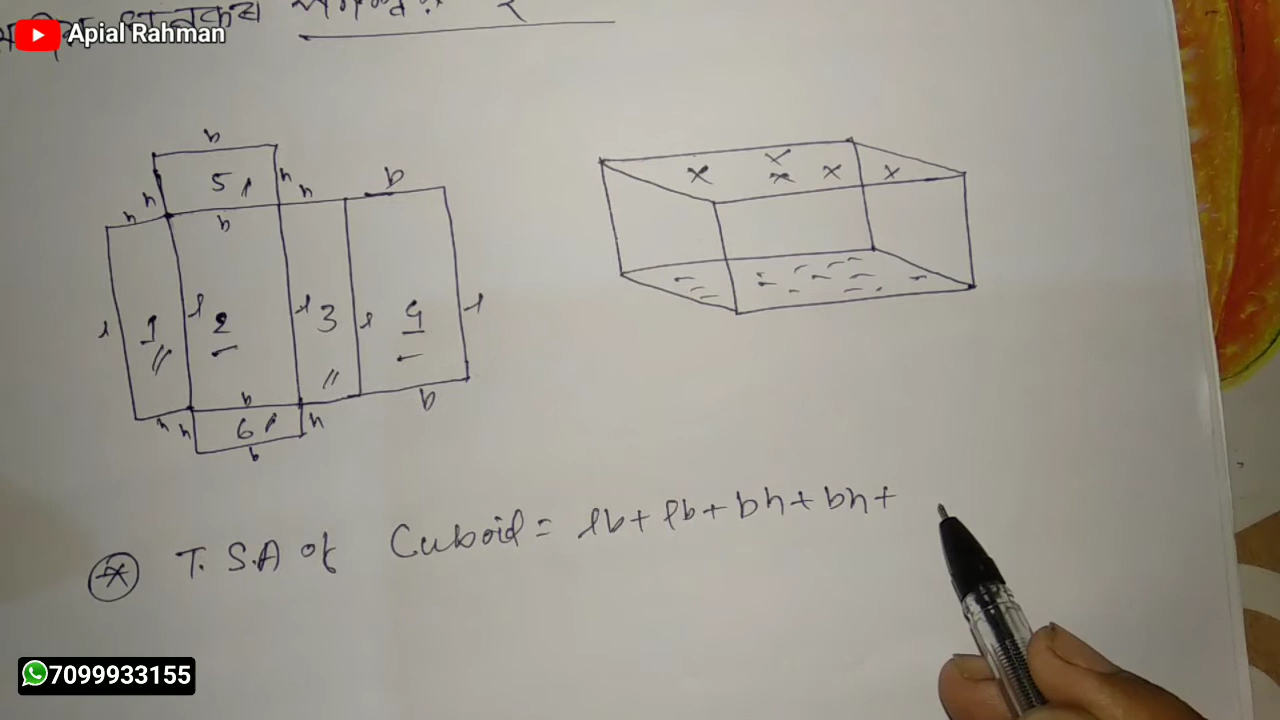 Apial Rahman
b
5
h h
h h b
b
l 1 l 2 l 3 l 4 l
b b
h h 6 h
b
T. S.A of Cuboid = lb + lb + bh + bh +
7099933155